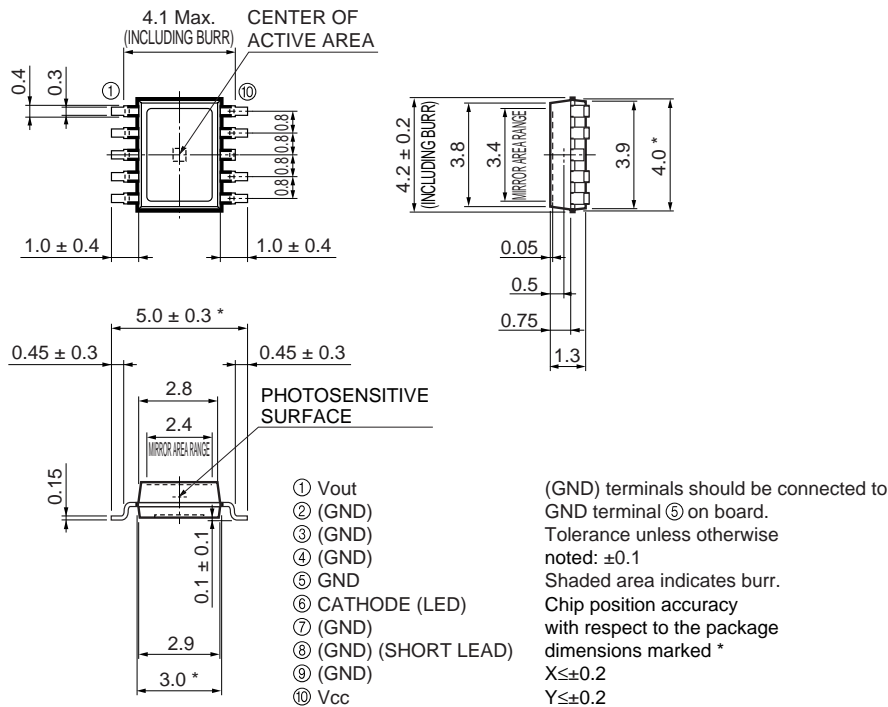 4.1 Max.
(INCLUDING BURR)
CENTER OF
ACTIVE AREA
0.4
0.3
①
⑩
0.8
0.8
0.8
0.8
1.0 ± 0.4
1.0 ± 0.4
4.2 ± 0.2
(INCLUDING BURR)
3.8
3.4
MIRROR AREA RANGE
3.9
4.0 *
0.05
0.5
0.75
1.3
5.0 ± 0.3 *
0.45 ± 0.3
0.45 ± 0.3
2.8
2.4
MIRROR AREA RANGE
PHOTOSENSITIVE
SURFACE
0.15
0.1 ± 0.1
2.9
3.0 *
① Vout
② (GND)
③ (GND)
④ (GND)
⑤ GND
⑥ CATHODE (LED)
⑦ (GND)
⑧ (GND) (SHORT LEAD)
⑨ (GND)
⑩ Vcc
(GND) terminals should be connected to
GND terminal ⑤ on board.
Tolerance unless otherwise
noted: ±0.1
Shaded area indicates burr.
Chip position accuracy
with respect to the package
dimensions marked *
X≤±0.2
Y≤±0.2